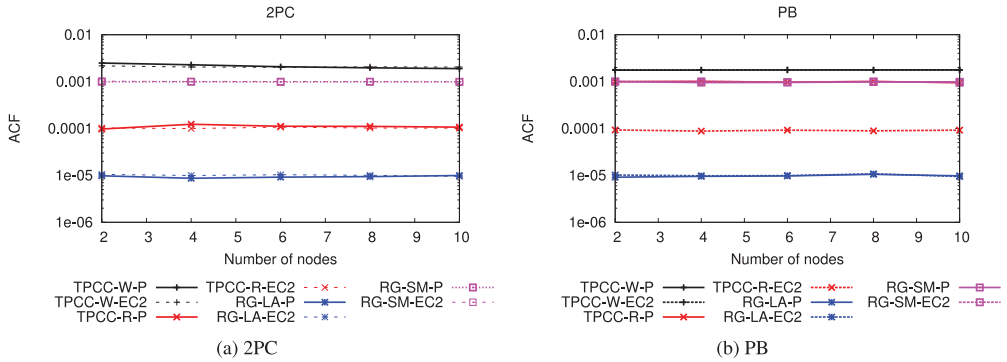 2PC
0.01
0.001
0.0001
1e-05
1e-06
ACF
2 3 4 5 6 7 8 9 10
Number of nodes
TPCC-W-P
TPCC-W-EC2
TPCC-R-P
TPCC-R-EC2
RG-LA-P
RG-LA-EC2
RG-SM-P
RG-SM-EC2
(a) 2PC
PB
0.01
0.001
0.0001
1e-05
1e-06
ACF
2 3 4 5 6 7 8 9 10
Number of nodes
TPCC-W-P
TPCC-W-EC2
TPCC-R-P
TPCC-R-EC2
RG-LA-P
RG-LA-EC2
RG-SM-P
RG-SM-EC2
(b) PB